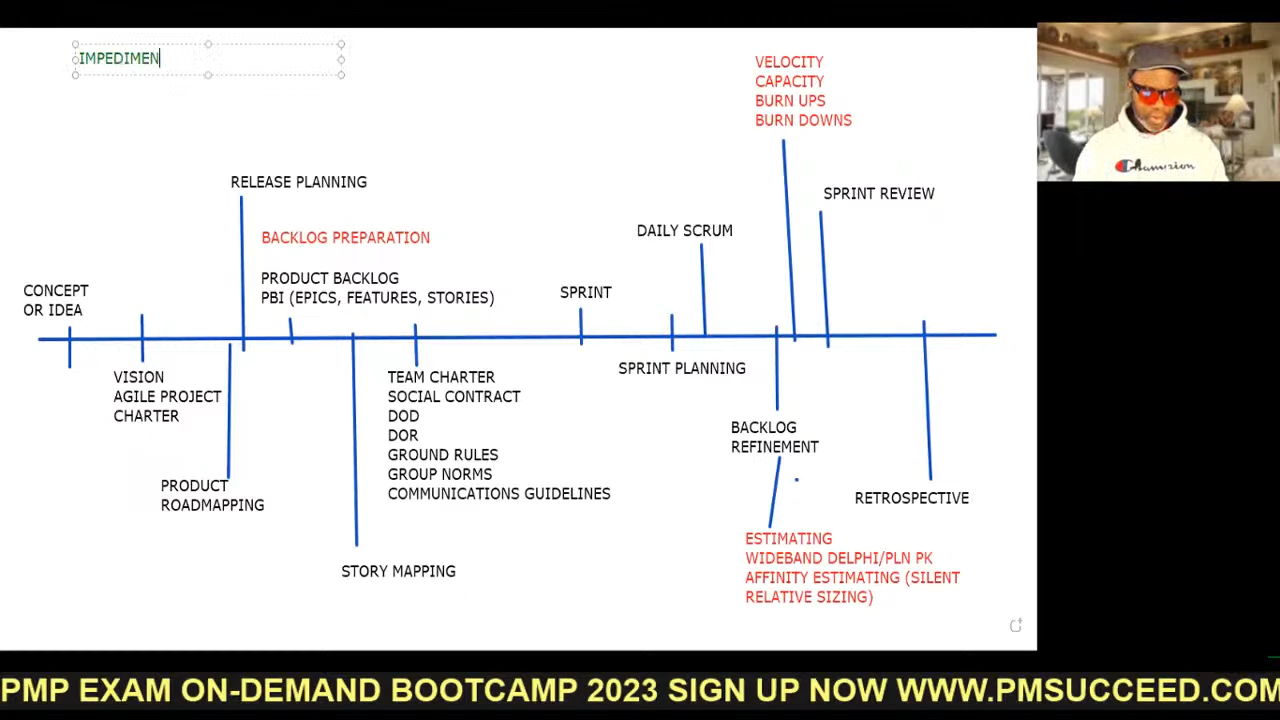 IMPEDIMEN
VELOCITY
CAPACITY
BURN UPS
BURN DOWNS
RELEASE PLANNING
SPRINT REVIEW
BACKLOG PREPARATION
DAILY SCRUM
PRODUCT BACKLOG
PBI (EPICS, FEATURES, STORIES)
CONCEPT
OR IDEA
SPRINT
VISION
AGILE PROJECT
CHARTER
TEAM CHARTER
SOCIAL CONTRACT
DOD
DOR
GROUND RULES
GROUP NORMS
COMMUNICATIONS GUIDELINES
SPRINT PLANNING
BACKLOG
REFINEMENT
PRODUCT
ROADMAPPING
RETROSPECTIVE
STORY MAPPING
ESTIMATING
WIDEBAND DELPHI/PLN PK
AFFINITY ESTIMATING (SILENT
RELATIVE SIZING)
Champion
PMP EXAM ON-DEMAND BOOTCAMP 2023 SIGN UP NOW WWW.PMSUCCEED.COM